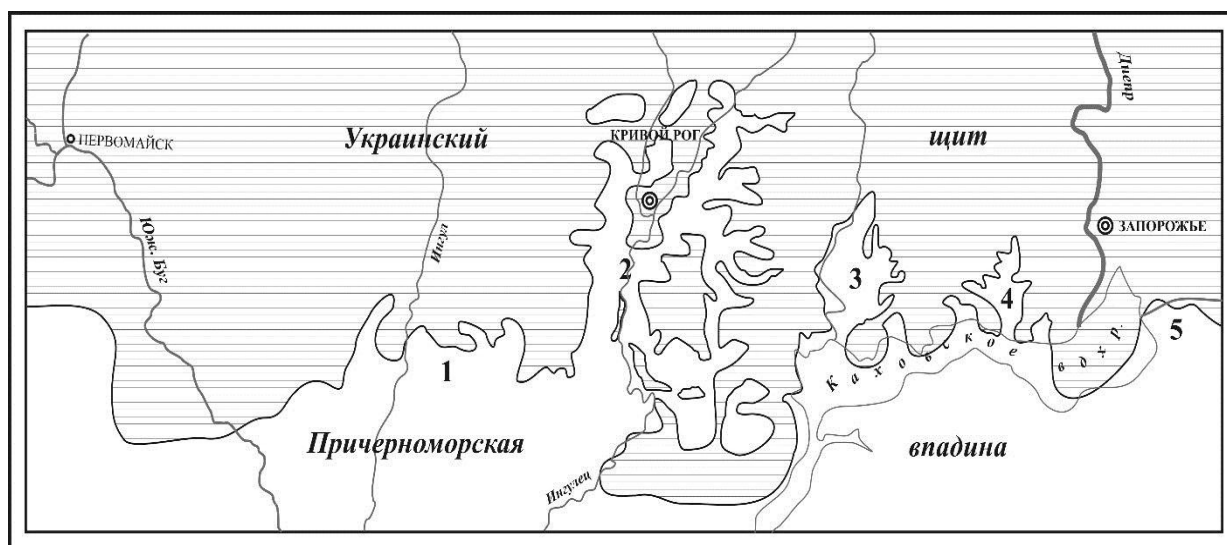 Днепр
Украинский
щит
КРИВОЙ РОГ
ПЕРВОМАЙСК
Юж. Буг
Ингул
ЗАПОРОЖЬЕ
2
3
4
5
1
Каховское вдхр.
Причерноморская
впадина
Ингулец